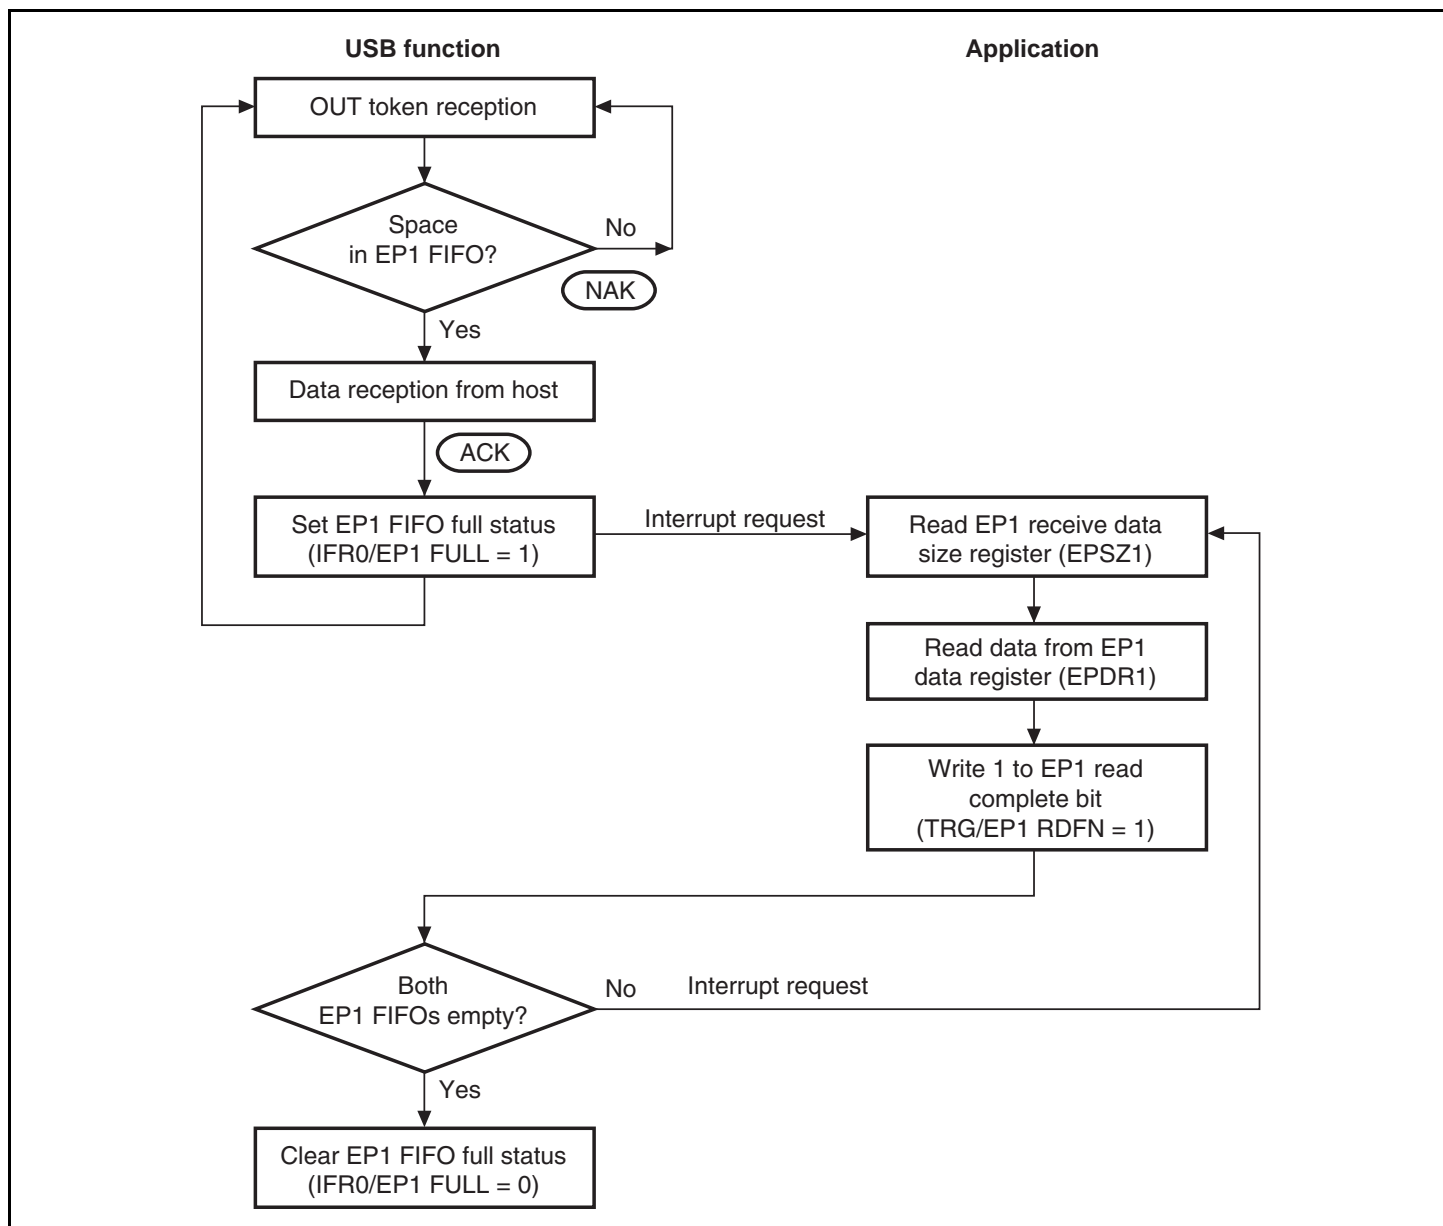 USB function
Application
OUT token reception
Space
in EP1 FIFO?
No
NAK
Yes
Data reception from host
ACK
Set EP1 FIFO full status
(IFR0/EP1 FULL = 1)
Interrupt request
Read EP1 receive data
size register (EPSZ1)
Read data from EP1
data register (EPDR1)
Write 1 to EP1 read
complete bit
(TRG/EP1 RDFN = 1)
Both
EP1 FIFOs empty?
No
Interrupt request
Yes
Clear EP1 FIFO full status
(IFR0/EP1 FULL = 0)